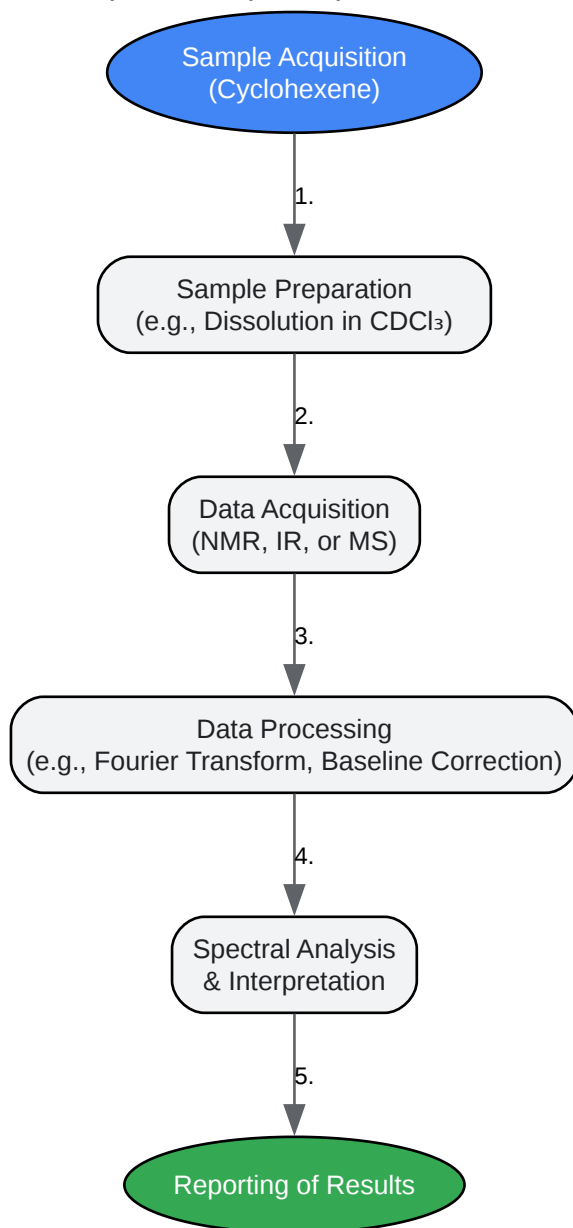 Sample Acquisition
(Cyclohexene)
1.
Sample Preparation
(e.g., Dissolution in CDCl₃)
2.
Data Acquisition
(NMR, IR, or MS)
3.
Data Processing
(e.g., Fourier Transform, Baseline Correction)
4.
Spectral Analysis
& Interpretation
5.
Reporting of Results